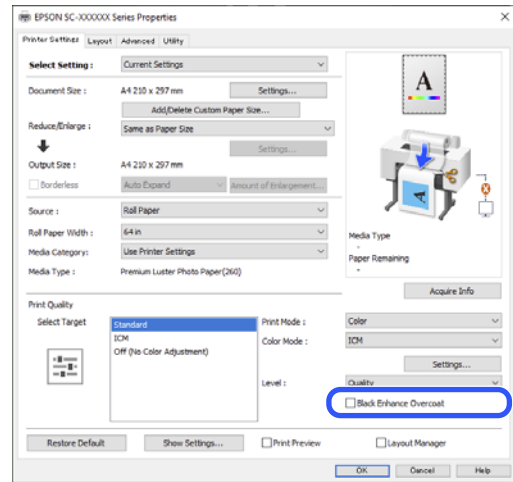 EPSON SC-XXXXXX Series Properties
Printer Settings Layout Advanced Utility
Select Setting : Current Settings
Document Size : A4 210 x 297 mm Settings...
Add/Delete Custom Paper Size...
Reduce/Enlarge : Same as Paper Size
Settings...
Output Size : A4 210 x 297 mm
Borderless Auto Expand Amount of Enlargement...
Source : Roll Paper
Roll Paper Width : 64 in
Media Category: Use Printer Settings
Media Type : Premium Luster Photo Paper(260)
A
A
Media Type
-
Paper Remaining
-
Acquire Info
Print Quality
Select Target
Standard
ICM
Off (No Color Adjustment)
Print Mode : Color
Color Mode : ICM
Settings...
Level : Quality
Black Enhance Overcoat
Restore Default Show Settings... Print Preview Layout Manager
OK Cancel Help